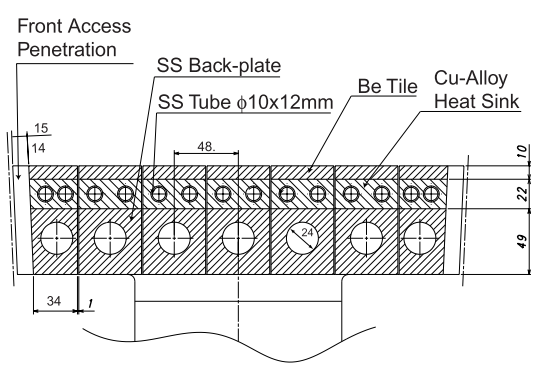 Front Access
Penetration
SS Back-plate
SS Tube ϕ10x12mm
Be Tile
Cu-Alloy
Heat Sink
15
14
48.
10
22
49
24
34
1